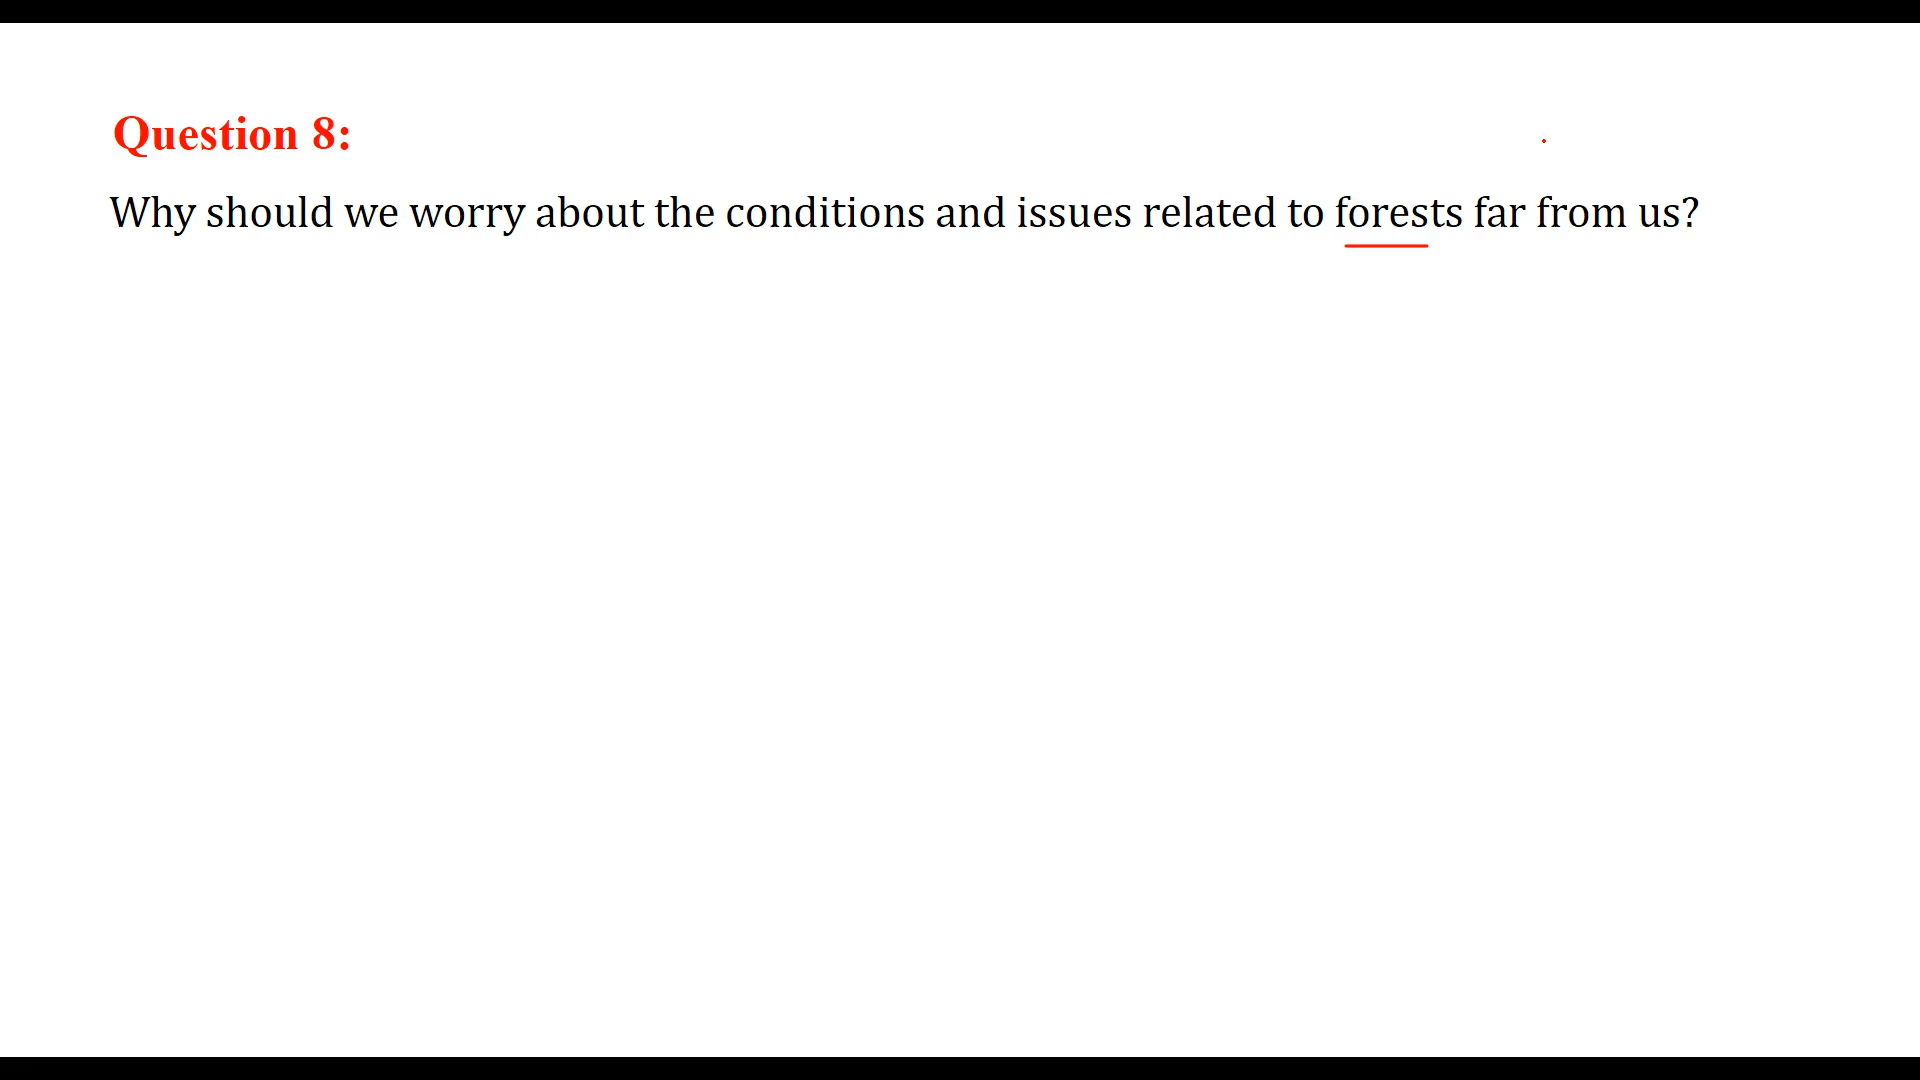 Question 8:
Why should we worry about the conditions and issues related to forests far from us?